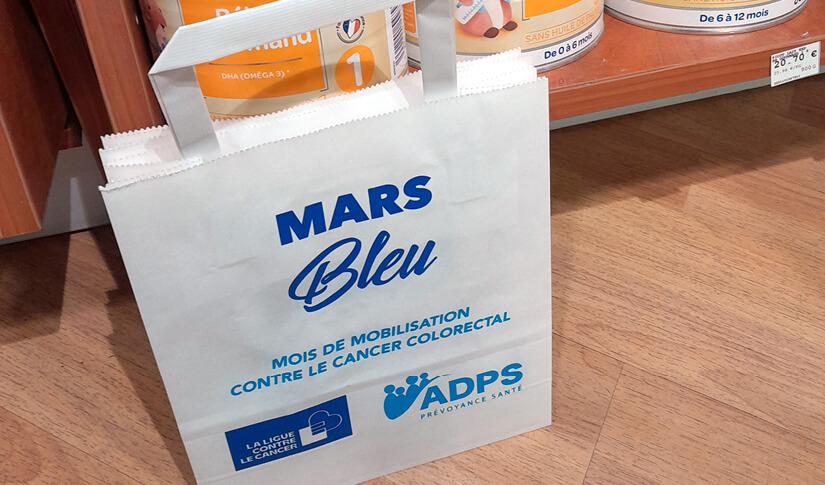 DHA (OMÉGA 3)*
1
SANS HUILE DE
De 0 à 6 mois
De 6 à 12 mois
20-70 €
900 G
MARS
Bleu
MOIS DE MOBILISATION
CONTRE LE CANCER COLORECTAL
LA LIGUE
CONTRE
LE CANCER
ADPS
PRÉVOYANCE SANTÉ